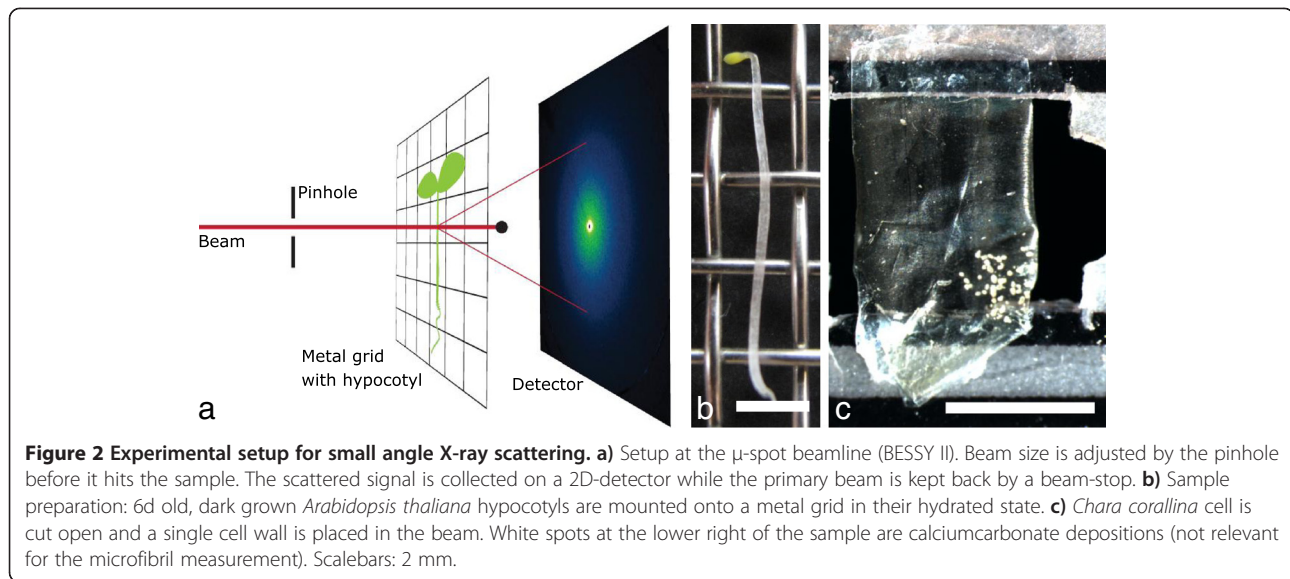 Pinhole
Beam
Metal grid
with hypocotyl
Detector
a
b
c
Figure 2 Experimental setup for small angle X-ray scattering. a) Setup at the μ-spot beamline (BESSY II). Beam size is adjusted by the pinhole
before it hits the sample. The scattered signal is collected on a 2D-detector while the primary beam is kept back by a beam-stop. b) Sample
preparation: 6d old, dark grown Arabidopsis thaliana hypocotyls are mounted onto a metal grid in their hydrated state. c) Chara corallina cell is
cut open and a single cell wall is placed in the beam. White spots at the lower right of the sample are calciumcarbonate depositions (not relevant
for the microfibril measurement). Scalebars: 2 mm.